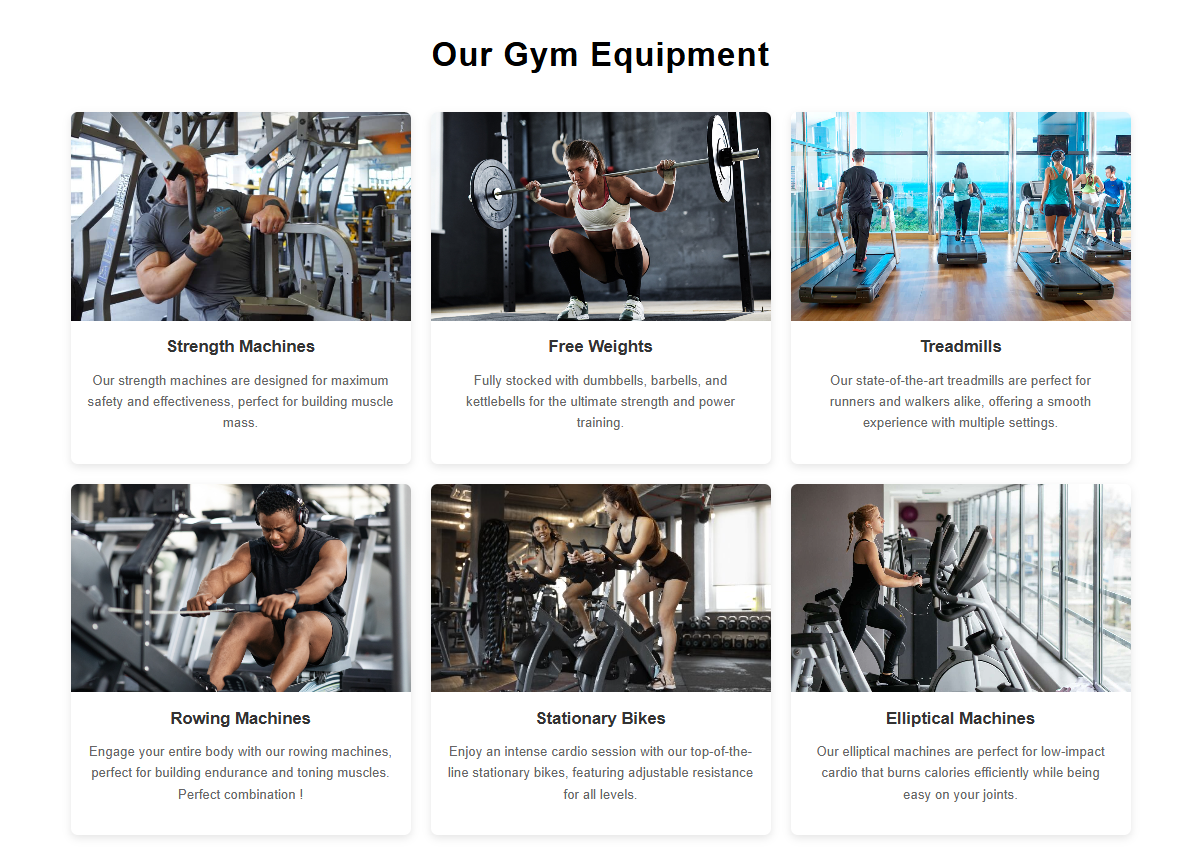 Our Gym Equipment
Strength Machines
Our strength machines are designed for maximum
safety and effectiveness, perfect for building muscle
mass.
Free Weights
Fully stocked with dumbbells, barbells, and
kettlebells for the ultimate strength and power
training.
Treadmills
Our state-of-the-art treadmills are perfect for
runners and walkers alike, offering a smooth
experience with multiple settings.
Rowing Machines
Engage your entire body with our rowing machines,
perfect for building endurance and toning muscles.
Perfect combination !
Stationary Bikes
Enjoy an intense cardio session with our top-of-the-
line stationary bikes, featuring adjustable resistance
for all levels.
Elliptical Machines
Our elliptical machines are perfect for low-impact
cardio that burns calories efficiently while being
easy on your joints.